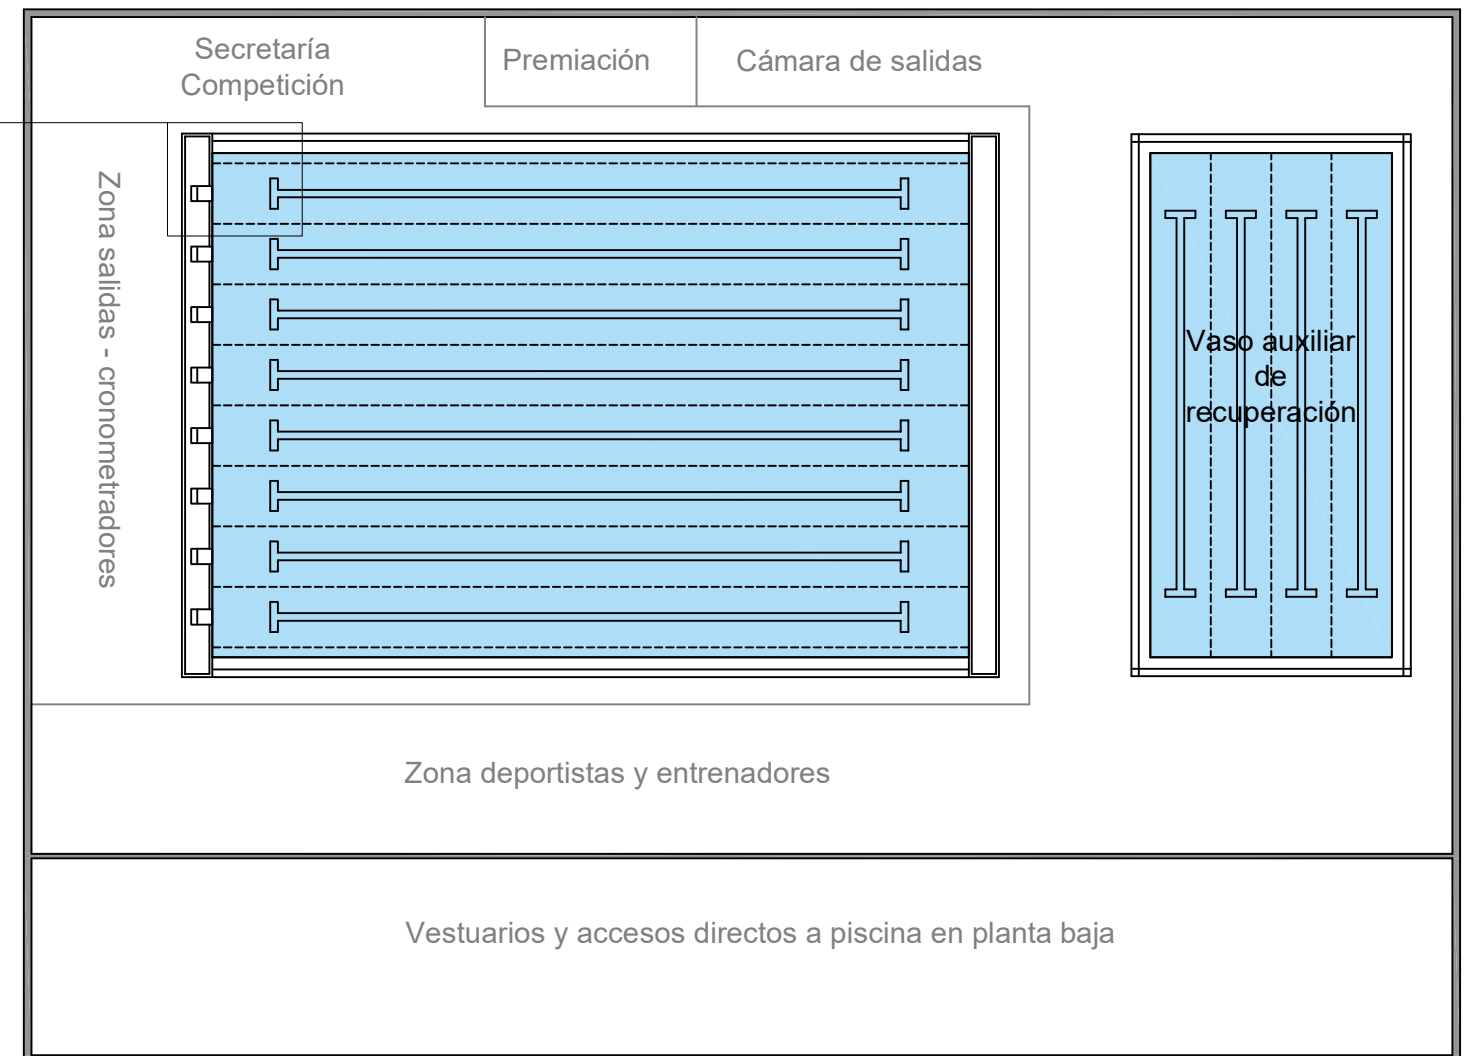 Secretaría
Competición
Premiación
Cámara de salidas
Zona salidas - cronometradores
Vaso auxiliar
de
recuperación
Zona deportistas y entrenadores
Vestuarios y accesos directos a piscina en planta baja